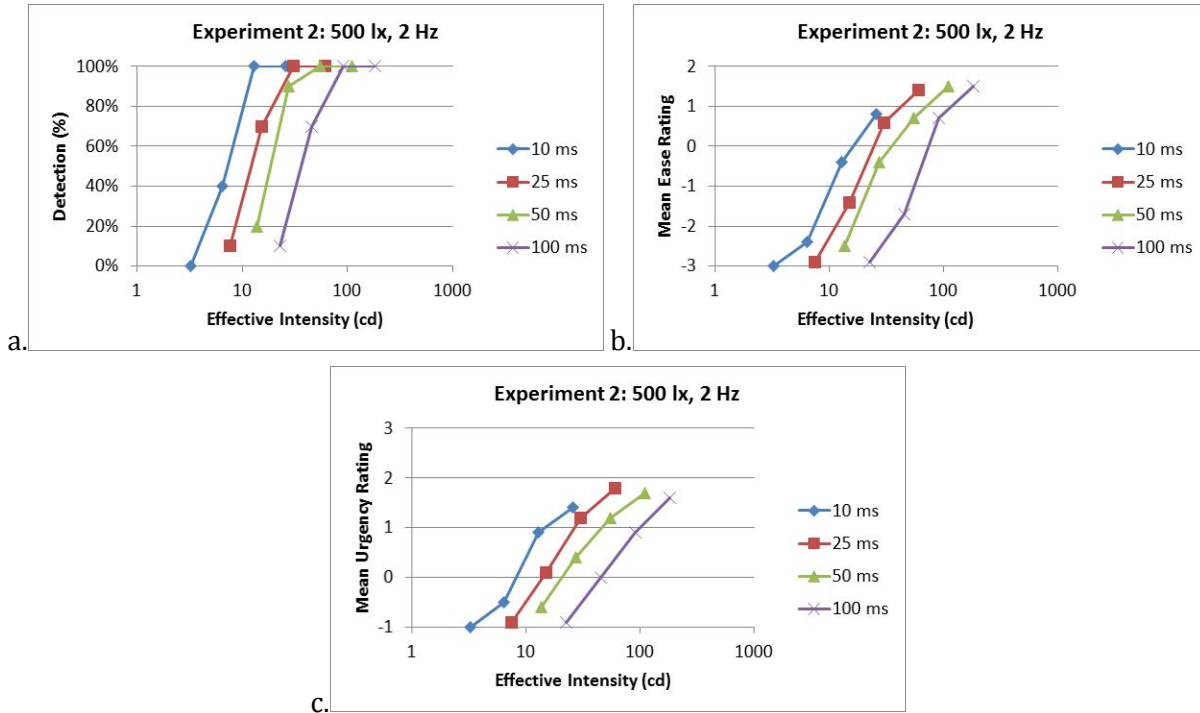 Experiment 2: 500 lx, 2 Hz
100%
80%
60%
40%
20%
0%
Detection (%)
1 10 100 1000
Effective Intensity (cd)
10 ms
25 ms
50 ms
100 ms
a.
Experiment 2: 500 lx, 2 Hz
2
1
0
-1
-2
-3
Mean Ease Rating
1 10 100 1000
Effective Intensity (cd)
10 ms
25 ms
50 ms
100 ms
b.
Experiment 2: 500 lx, 2 Hz
3
2
1
0
-1
Mean Urgency Rating
1 10 100 1000
Effective Intensity (cd)
10 ms
25 ms
50 ms
100 ms
c.